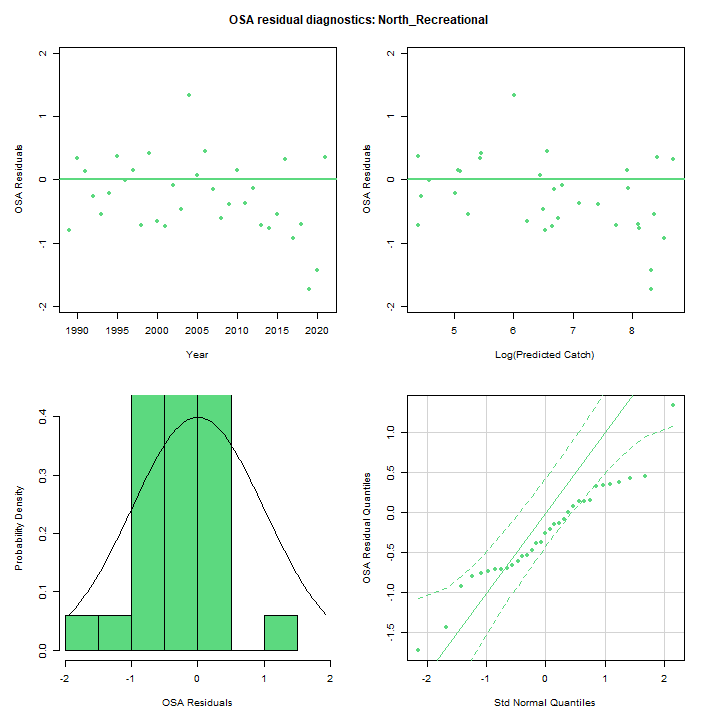 OSA residual diagnostics: North_Recreational
OSA Residuals
2
1
0
-1
-2
1990 1995 2000 2005 2010 2015 2020
Year
OSA Residuals
2
1
0
-1
-2
5 6 7 8
Log(Predicted Catch)
Probability Density
0.4
0.3
0.2
0.1
0.0
-2 -1 0 1 2
OSA Residuals
OSA Residual Quantiles
1.0
0.5
0.0
-0.5
-1.0
-1.5
-2 -1 0 1 2
Std Normal Quantiles